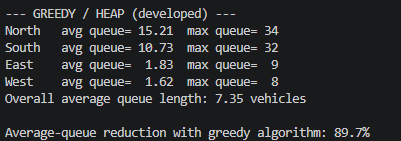 --- GREEDY / HEAP (developed) ---
North   avg queue= 15.21  max queue= 34
South   avg queue= 10.73  max queue= 32
East    avg queue=  1.83  max queue=  9
West    avg queue=  1.62  max queue=  8
Overall average queue length: 7.35 vehicles

Average-queue reduction with greedy algorithm: 89.7%